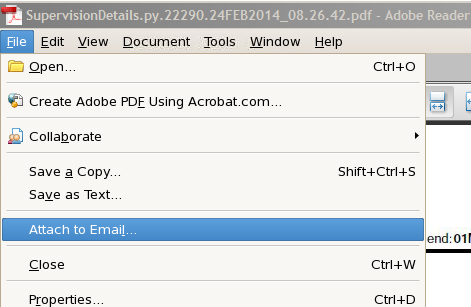 SupervisionDetails.py.22290.24FEB2014_08.26.42.pdf - Adobe Reader
File Edit View Document Tools Window Help
Open... Ctrl+O
Create Adobe PDF Using Acrobat.com...
Collaborate
Save a Copy... Shift+Ctrl+S
Save as Text...
Attach to Email...
end:01
Close Ctrl+W
Properties... Ctrl+D